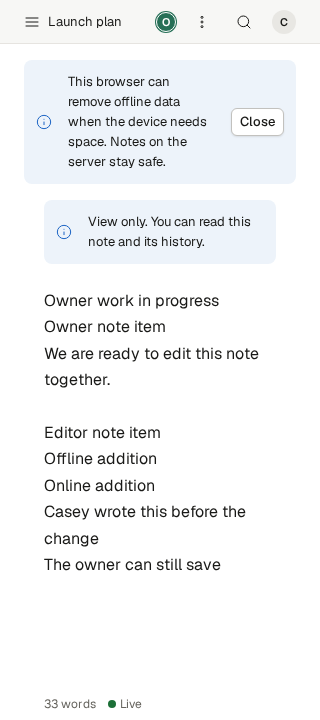 Launch plan
O
C
This browser can
remove offline data
when the device needs
space. Notes on the
server stay safe.
Close
View only. You can read this
note and its history.
Owner work in progress
Owner note item
We are ready to edit this note
together.
Editor note item
Offline addition
Online addition
Casey wrote this before the
change
The owner can still save
33 words
Live